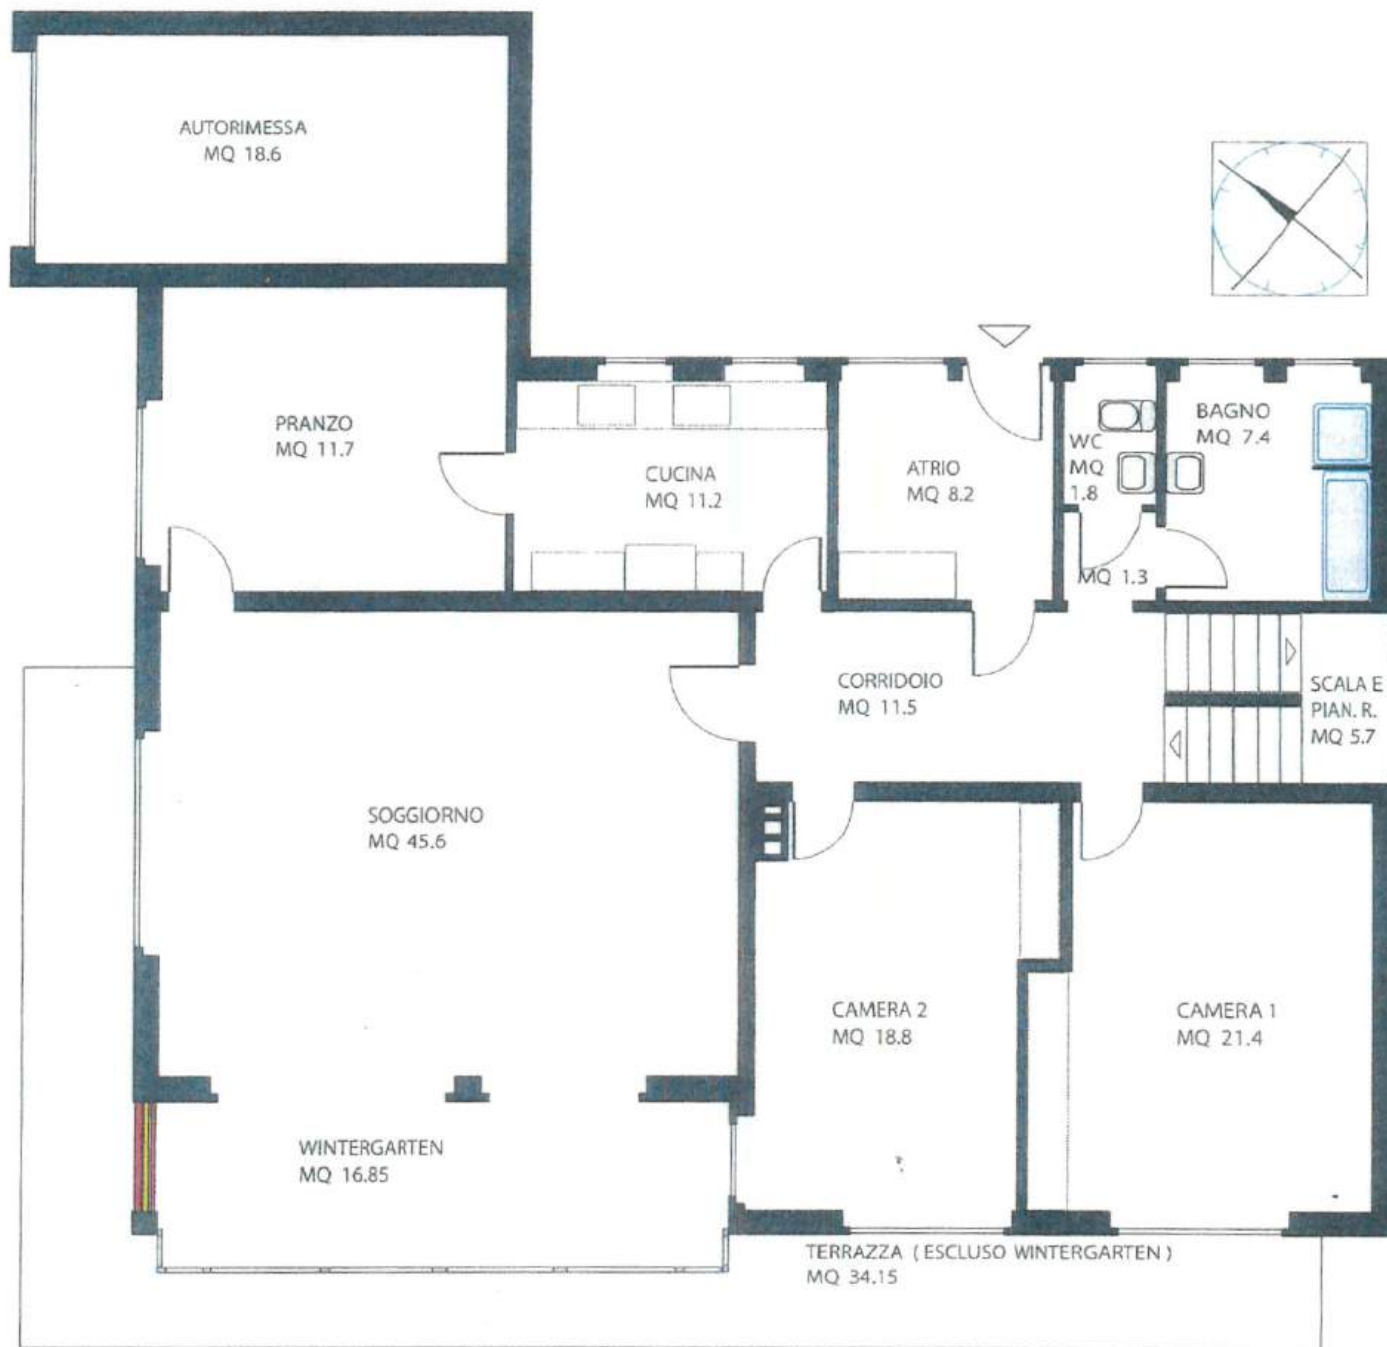 AUTORIMESSA
MQ 18.6
PRANZO
MQ 11.7
CUCINA
MQ 11.2
ATRIO
MQ 8.2
WC
MQ
1.8
BAGNO
MQ 7.4
MQ 1.3
CORRIDOIO
MQ 11.5
SCALA E
PIAN. R.
MQ 5.7
SOGGIORNO
MQ 45.6
CAMERA 2
MQ 18.8
CAMERA 1
MQ 21.4
WINTERGARTEN
MQ 16.85
TERRAZZA ( ESCLUSO WINTERGARTEN )
MQ 34.15